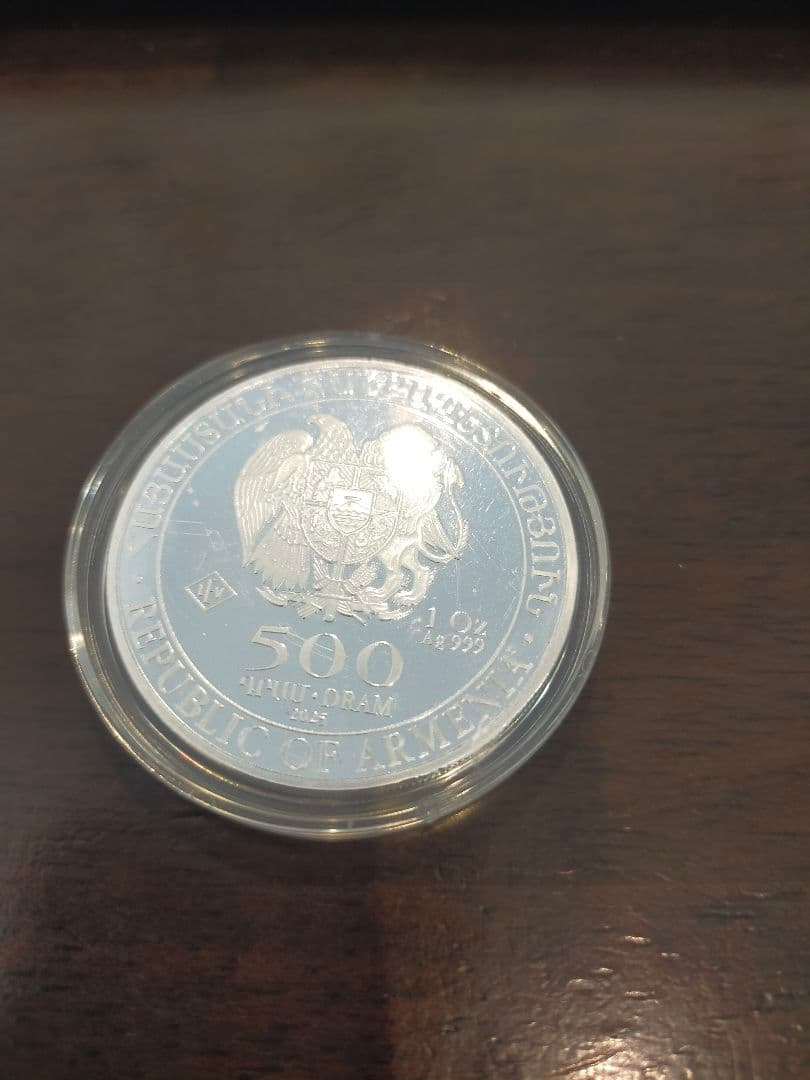 ՀԱՅԱՍՏԱՆԻ ՀԱՆՐԱՊԵՏՈՒԹՅՈՒՆ
1 Oz
Ag 999
500
ԴՐԱՄ · DRAM
2025
REPUBLIC OF ARMENIA